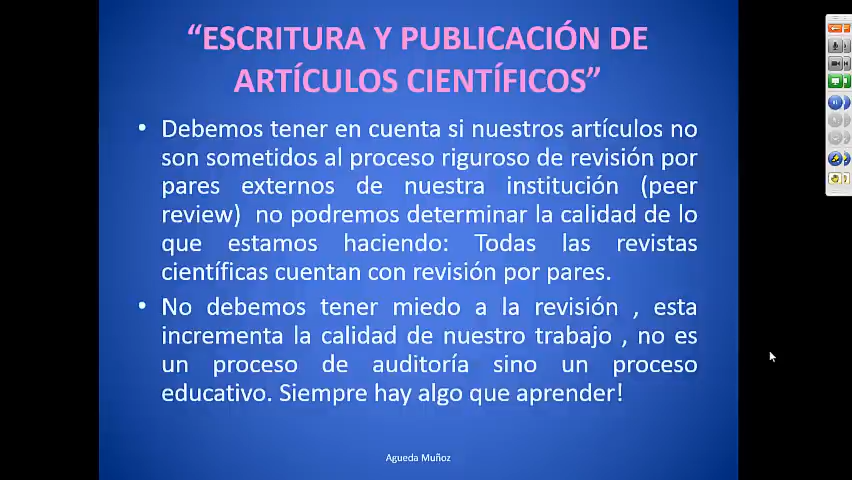 “ESCRITURA Y PUBLICACIÓN DE
ARTÍCULOS CIENTÍFICOS”
• Debemos tener en cuenta si nuestros artículos no
son sometidos al proceso riguroso de revisión por
pares externos de nuestra institución (peer
review) no podremos determinar la calidad de lo
que estamos haciendo: Todas las revistas
científicas cuentan con revisión por pares.
• No debemos tener miedo a la revisión , esta
incrementa la calidad de nuestro trabajo , no es
un proceso de auditoría sino un proceso
educativo. Siempre hay algo que aprender!
Agueda Muñoz